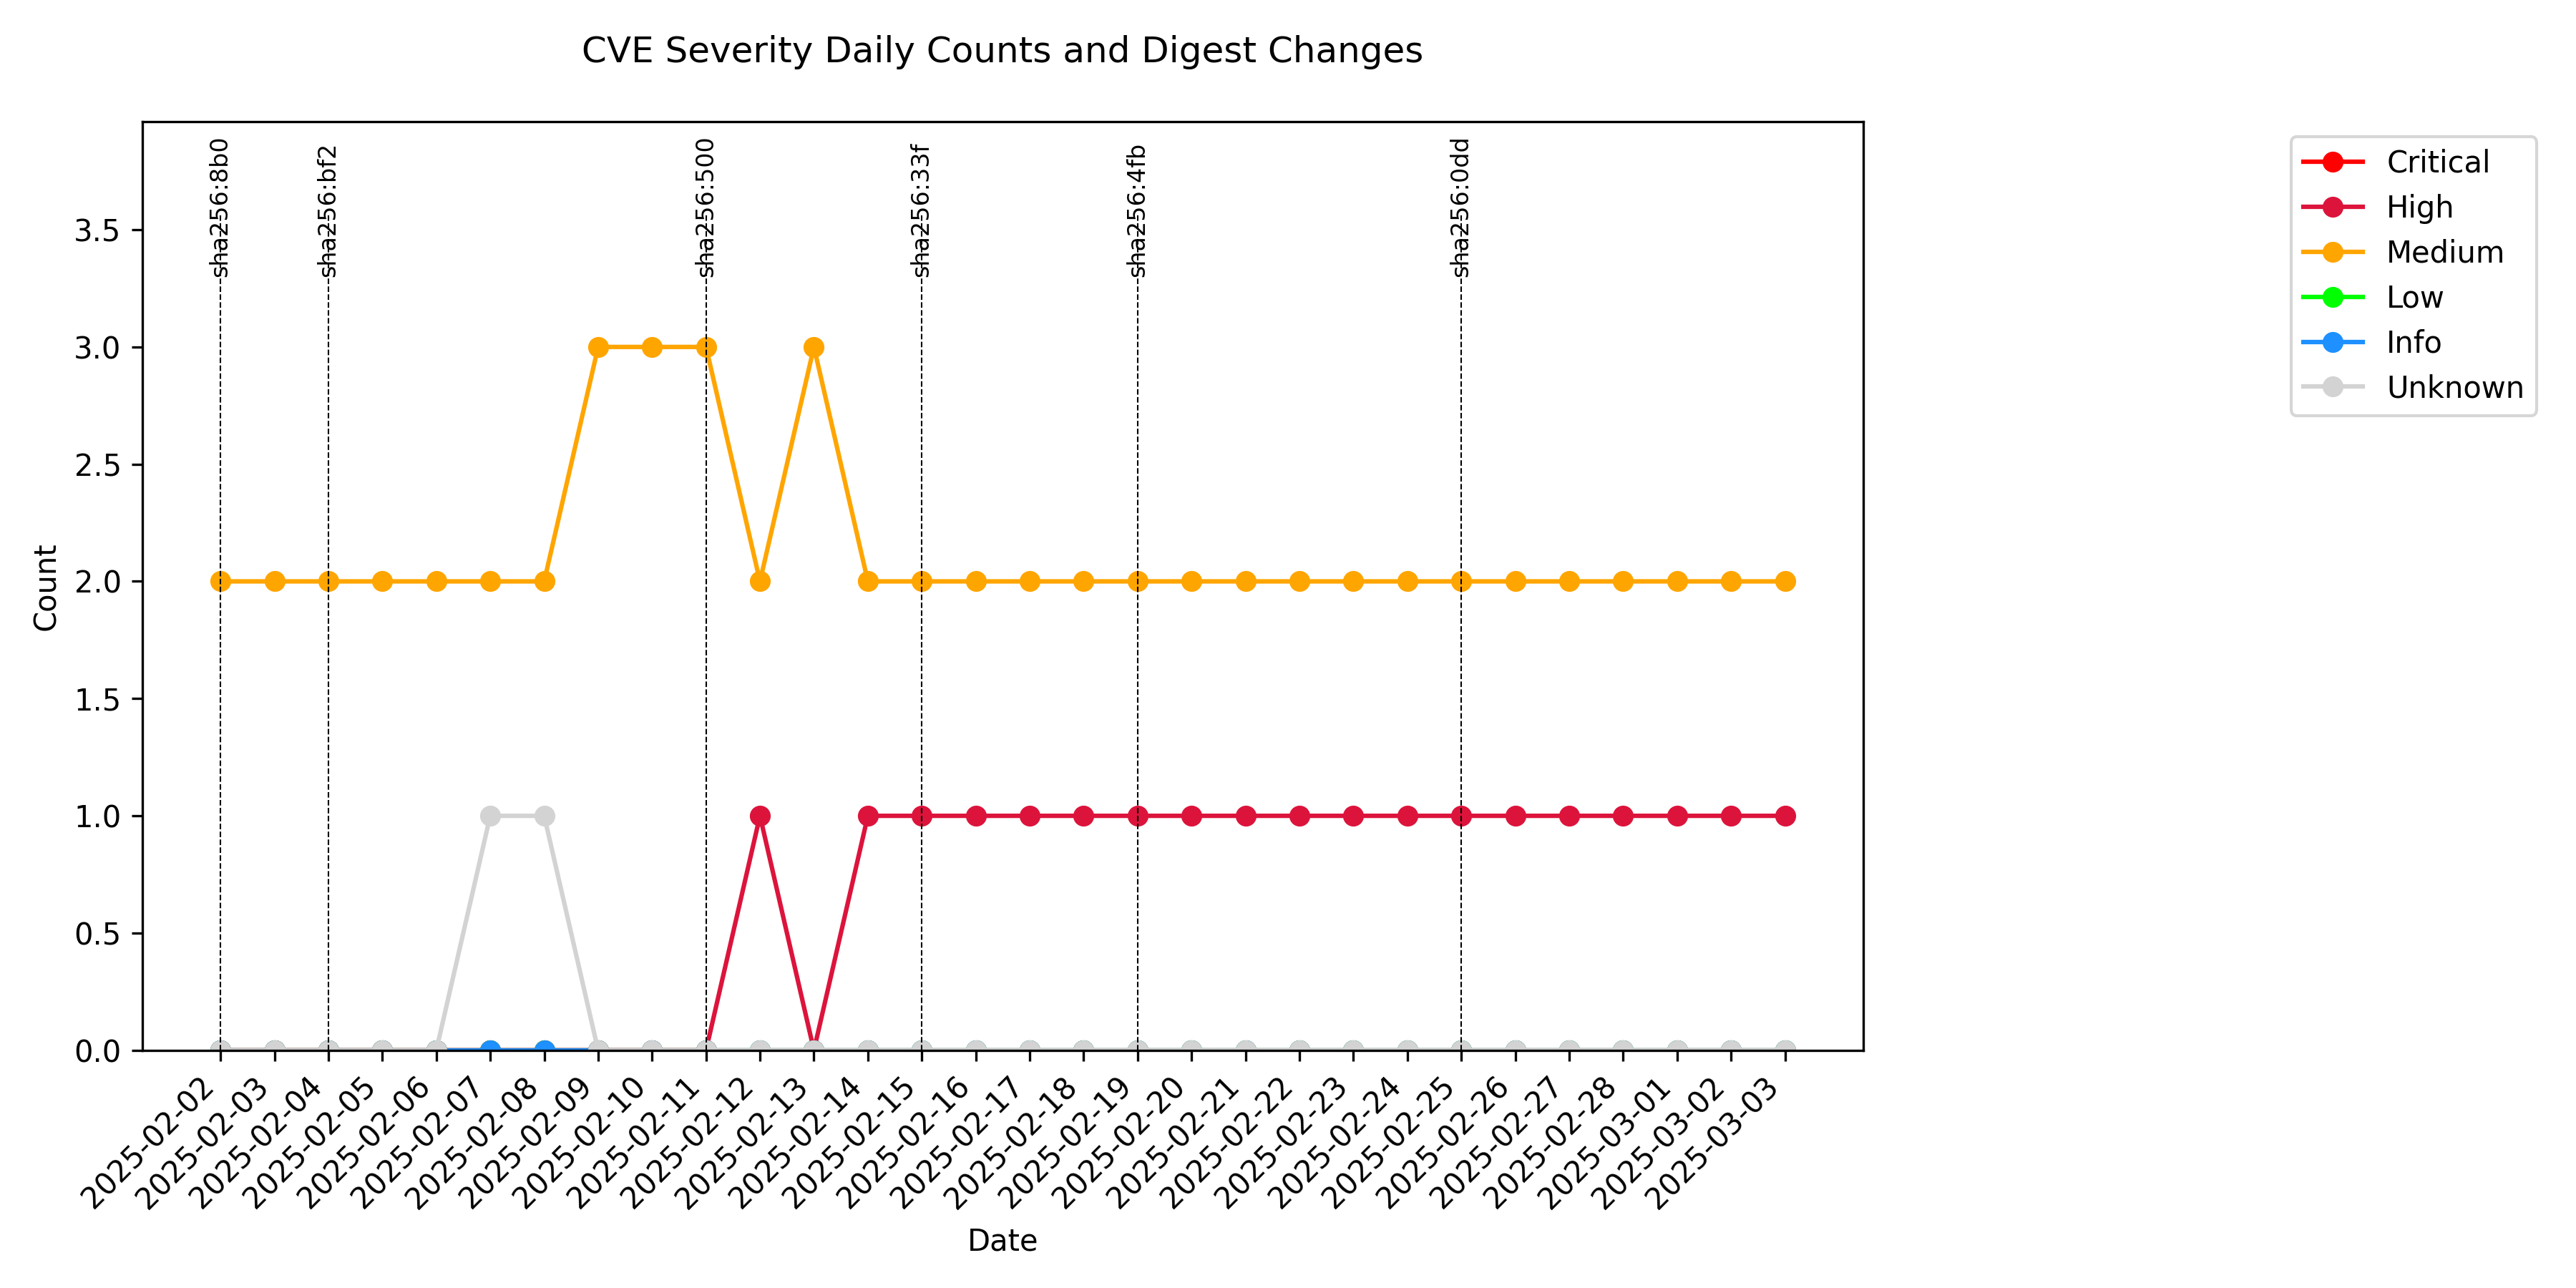 CVE Severity Daily Counts and Digest Changes
sha256:8b0
sha256:bf2
sha256:500
sha256:33f
sha256:4fb
sha256:0dd
Critical
High
Medium
Low
Info
Unknown
Count
3.5
3.0
2.5
2.0
1.5
1.0
0.5
0.0
2025-02-02
2025-02-03
2025-02-04
2025-02-05
2025-02-06
2025-02-07
2025-02-08
2025-02-09
2025-02-10
2025-02-11
2025-02-12
2025-02-13
2025-02-14
2025-02-15
2025-02-16
2025-02-17
2025-02-18
2025-02-19
2025-02-20
2025-02-21
2025-02-22
2025-02-23
2025-02-24
2025-02-25
2025-02-26
2025-02-27
2025-02-28
2025-03-01
2025-03-02
2025-03-03
Date